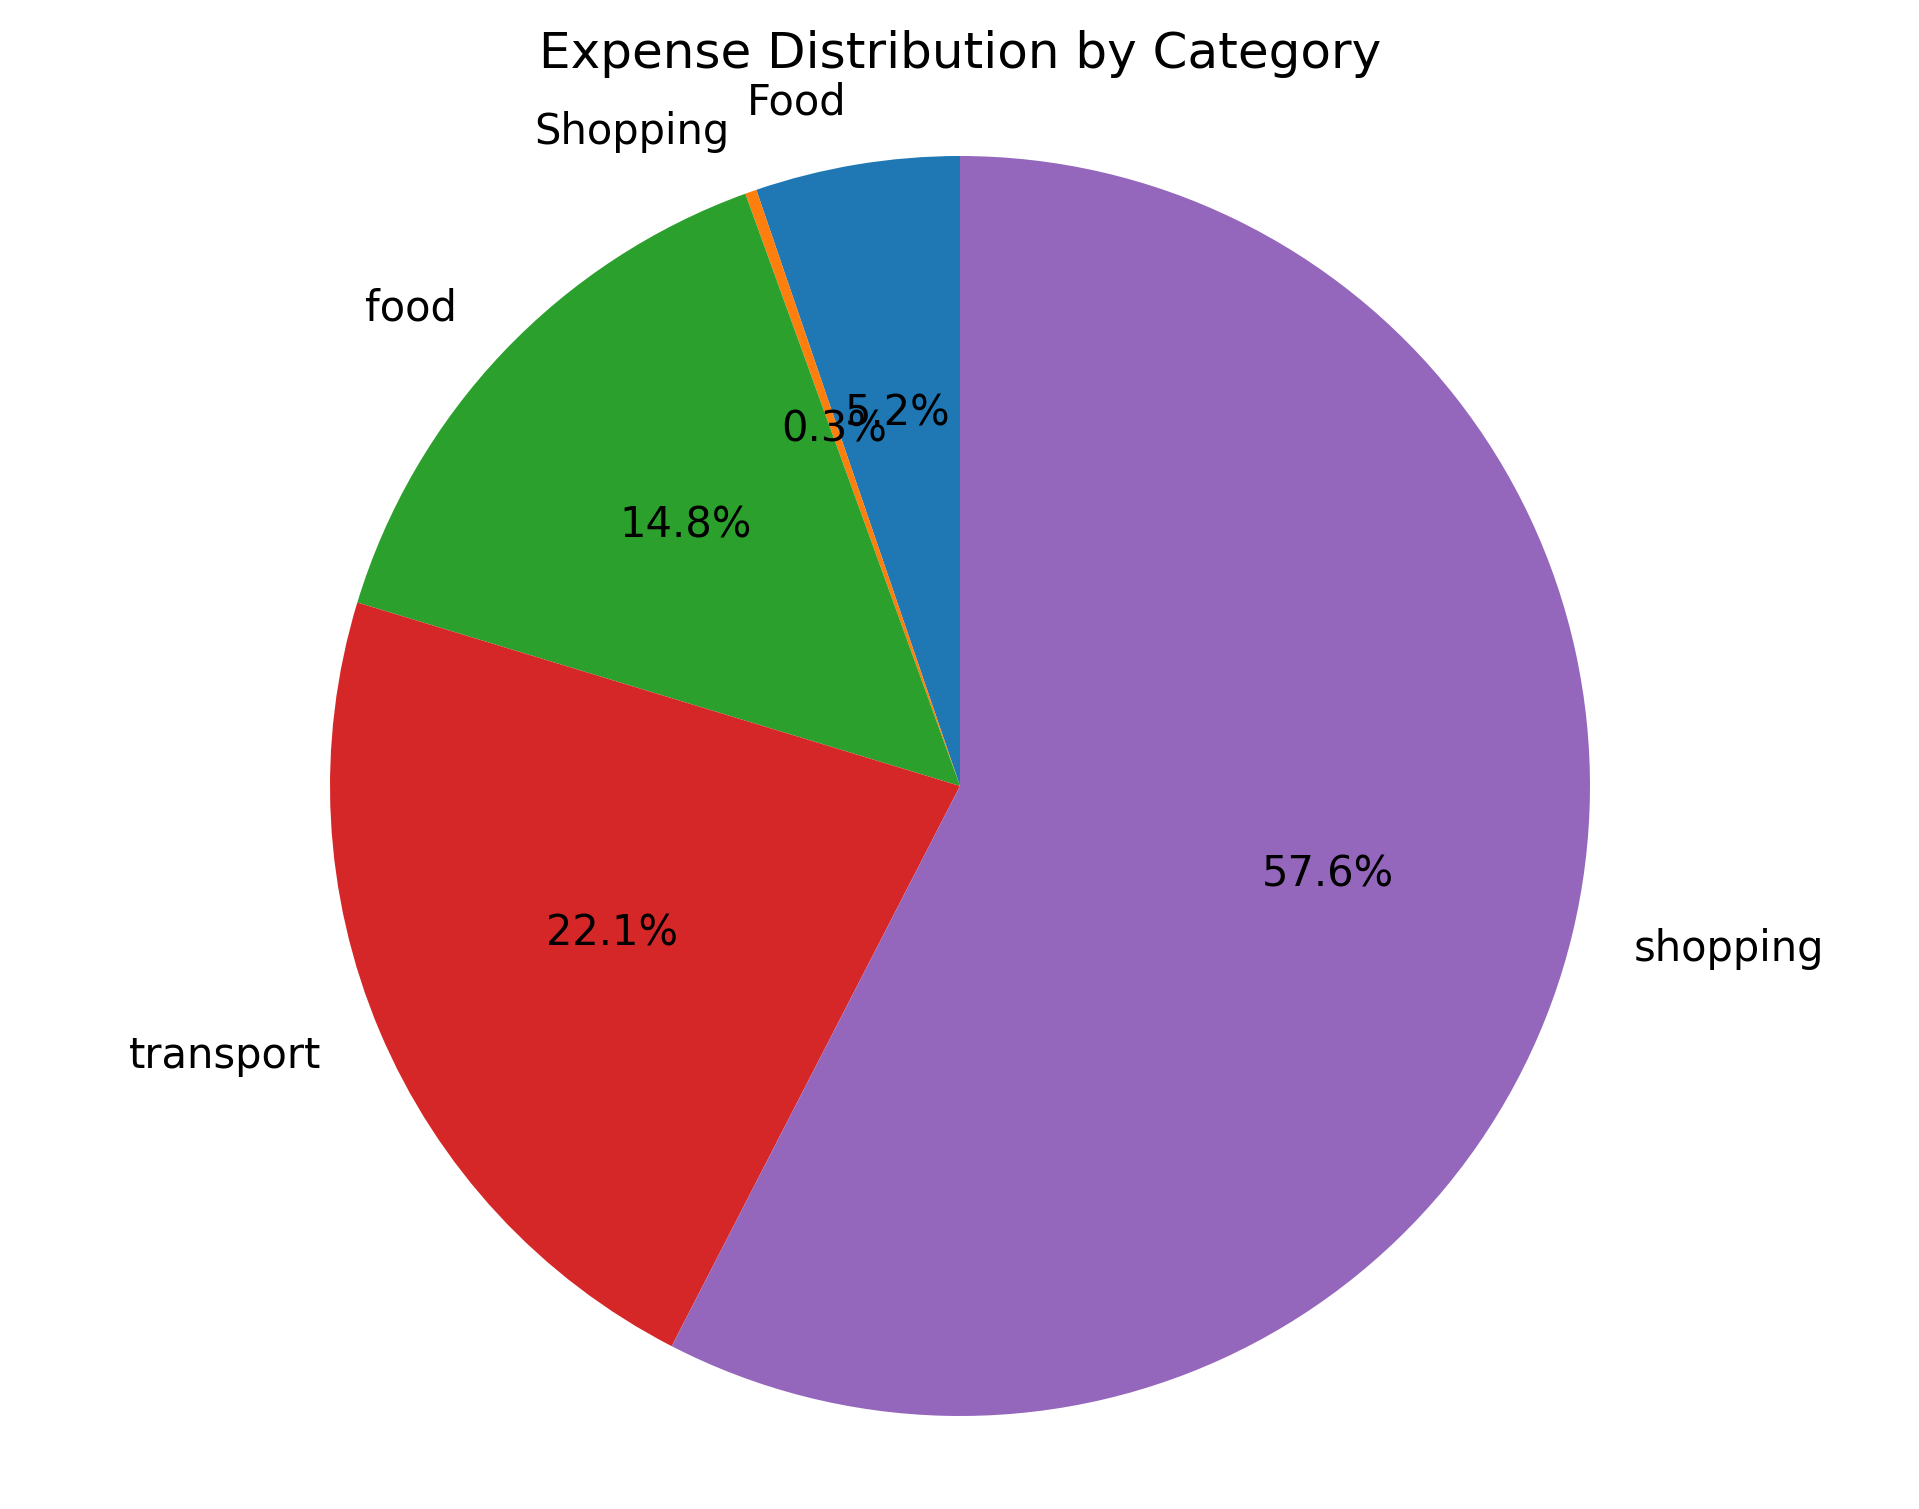 Expense Distribution by Category
Food
Shopping
food
5.2%
0.3%
14.8%
57.6%
22.1%
shopping
transport